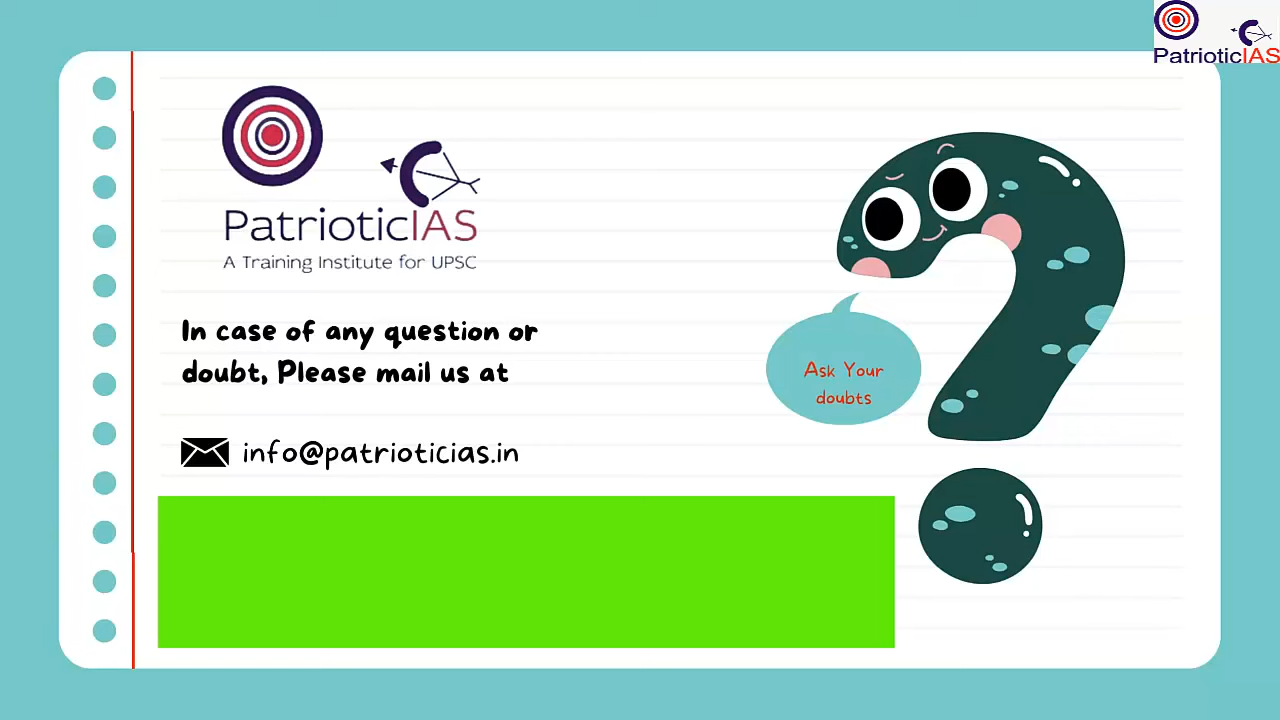 PatrioticIAS
PatrioticIAS
A Training Institute for UPSC
In case of any question or
doubt, Please mail us at
info@patrioticias.in
Ask Your
doubts